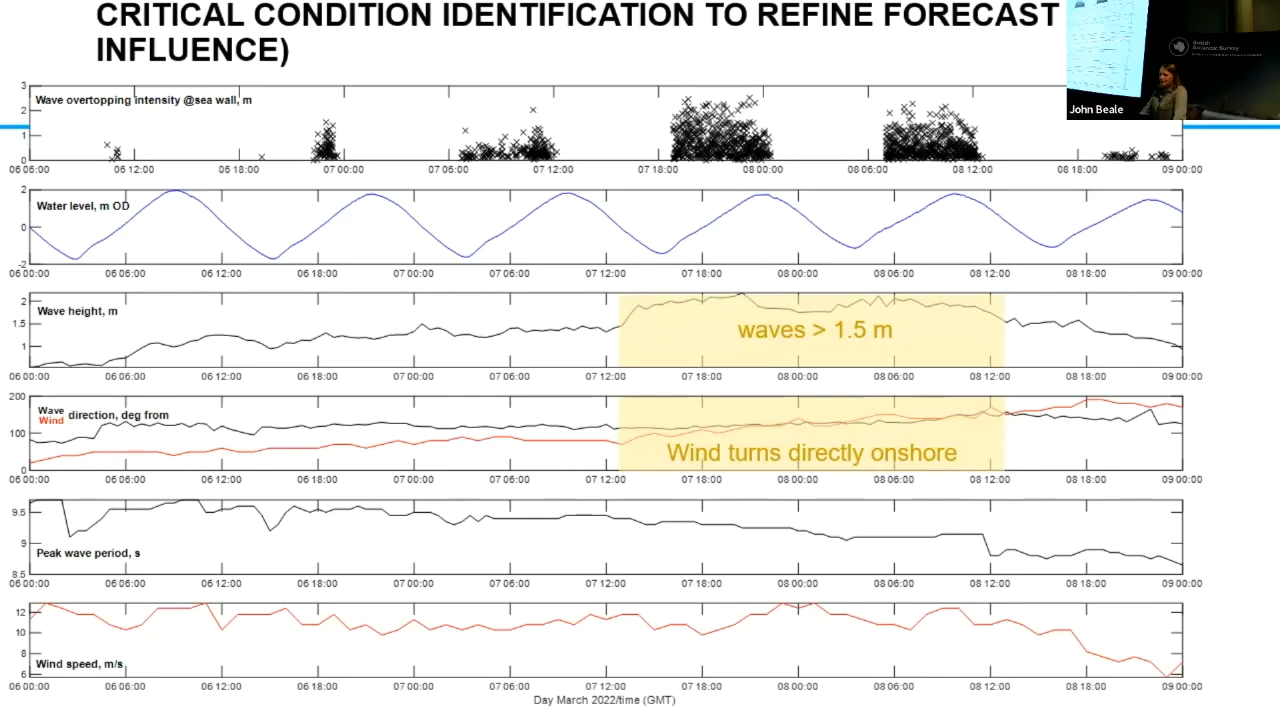 CRITICAL CONDITION IDENTIFICATION TO REFINE FORECAST
INFLUENCE)
British
Antarctic Survey
John Beale
3
2
1
0
Wave overtopping intensity @sea wall, m
06 06:00 06 12:00 06 18:00 07 00:00 07 06:00 07 12:00 07 18:00 08 00:00 08 06:00 08 12:00 08 18:00 09 00:00
2
0
-2
Water level, m OD
06 00:00 06 06:00 06 12:00 06 18:00 07 00:00 07 06:00 07 12:00 07 18:00 08 00:00 08 06:00 08 12:00 09 00:00
2
1.5
1
Wave height, m
waves > 1.5 m
06 00:00 06 06:00 06 12:00 06 18:00 07 00:00 07 06:00 07 12:00 07 18:00 08 00:00 08 06:00 08 12:00 08 18:00 09 00:00
200
100
0
Wave
Wind direction, deg from
Wind turns directly onshore
06 00:00 06 06:00 06 12:00 06 18:00 07 00:00 07 06:00 07 12:00 07 18:00 08 00:00 08 06:00 08 12:00 08 18:00 09 00:00
9.5
9
8.5
Peak wave period, s
06 00:00 06 06:00 06 12:00 06 18:00 07 00:00 07 06:00 07 12:00 07 18:00 08 00:00 08 06:00 08 12:00 08 18:00 09 00:00
12
10
8
6
Wind speed, m/s
06 00:00 06 06:00 06 12:00 06 18:00 07 00:00 07 06:00 07 12:00 07 18:00 08 00:00 08 06:00 08 12:00 08 18:00 09 00:00
Day March 2022/time (GMT)